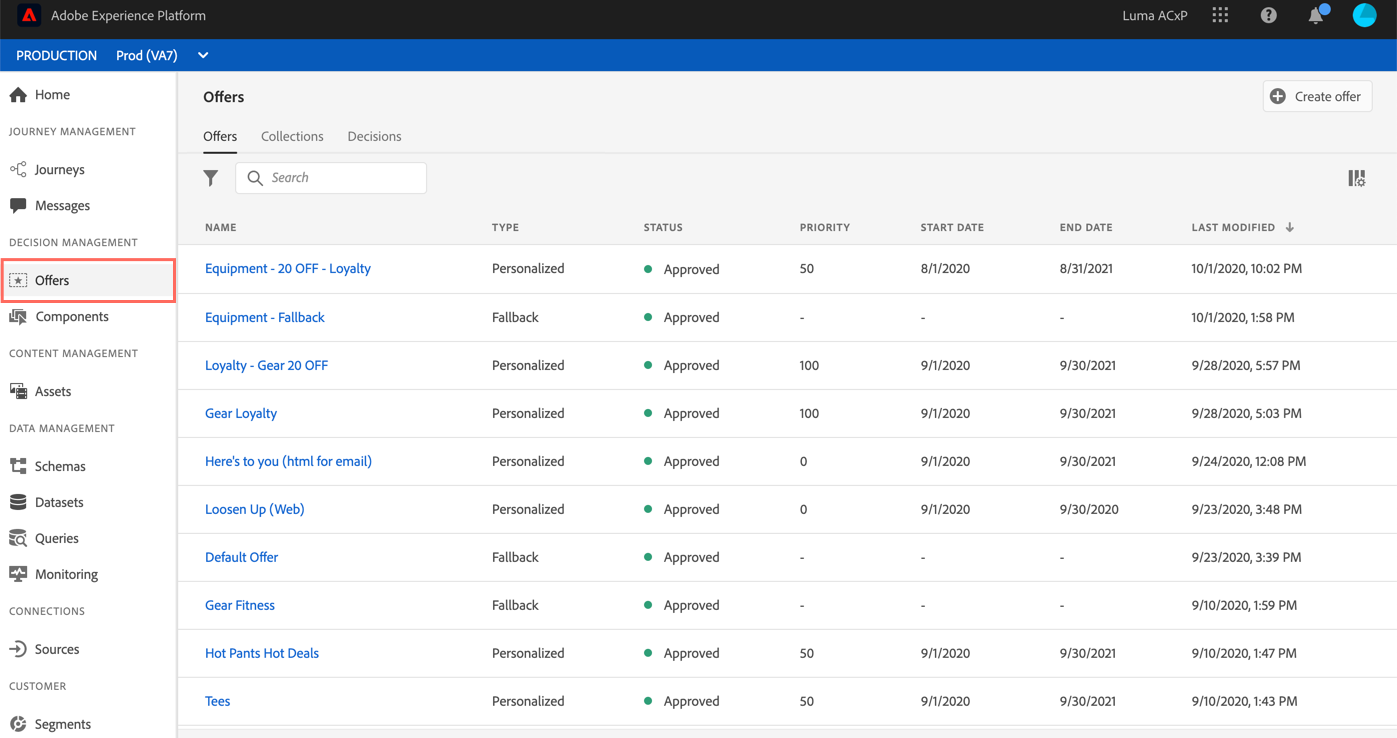 Adobe Experience Platform
Luma ACxP
PRODUCTION Prod (VA7)
Home
JOURNEY MANAGEMENT
Journeys
Messages
DECISION MANAGEMENT
Offers
Components
CONTENT MANAGEMENT
Assets
DATA MANAGEMENT
Schemas
Datasets
Queries
Monitoring
CONNECTIONS
Sources
CUSTOMER
Segments
Offers
Create offer
Offers Collections Decisions
Search
NAME TYPE STATUS PRIORITY START DATE END DATE LAST MODIFIED
Equipment - 20 OFF - Loyalty Personalized Approved 50 8/1/2020 8/31/2021 10/1/2020, 10:02 PM
Equipment - Fallback Fallback Approved - - - 10/1/2020, 1:58 PM
Loyalty - Gear 20 OFF Personalized Approved 100 9/1/2020 9/30/2021 9/28/2020, 5:57 PM
Gear Loyalty Personalized Approved 100 9/1/2020 9/30/2021 9/28/2020, 5:03 PM
Here's to you (html for email) Personalized Approved 0 9/1/2020 9/30/2021 9/24/2020, 12:08 PM
Loosen Up (Web) Personalized Approved 0 9/1/2020 9/30/2020 9/23/2020, 3:48 PM
Default Offer Fallback Approved - - - 9/23/2020, 3:39 PM
Gear Fitness Fallback Approved - - - 9/10/2020, 1:59 PM
Hot Pants Hot Deals Personalized Approved 50 9/1/2020 9/30/2021 9/10/2020, 1:47 PM
Tees Personalized Approved 50 9/1/2020 9/30/2021 9/10/2020, 1:43 PM